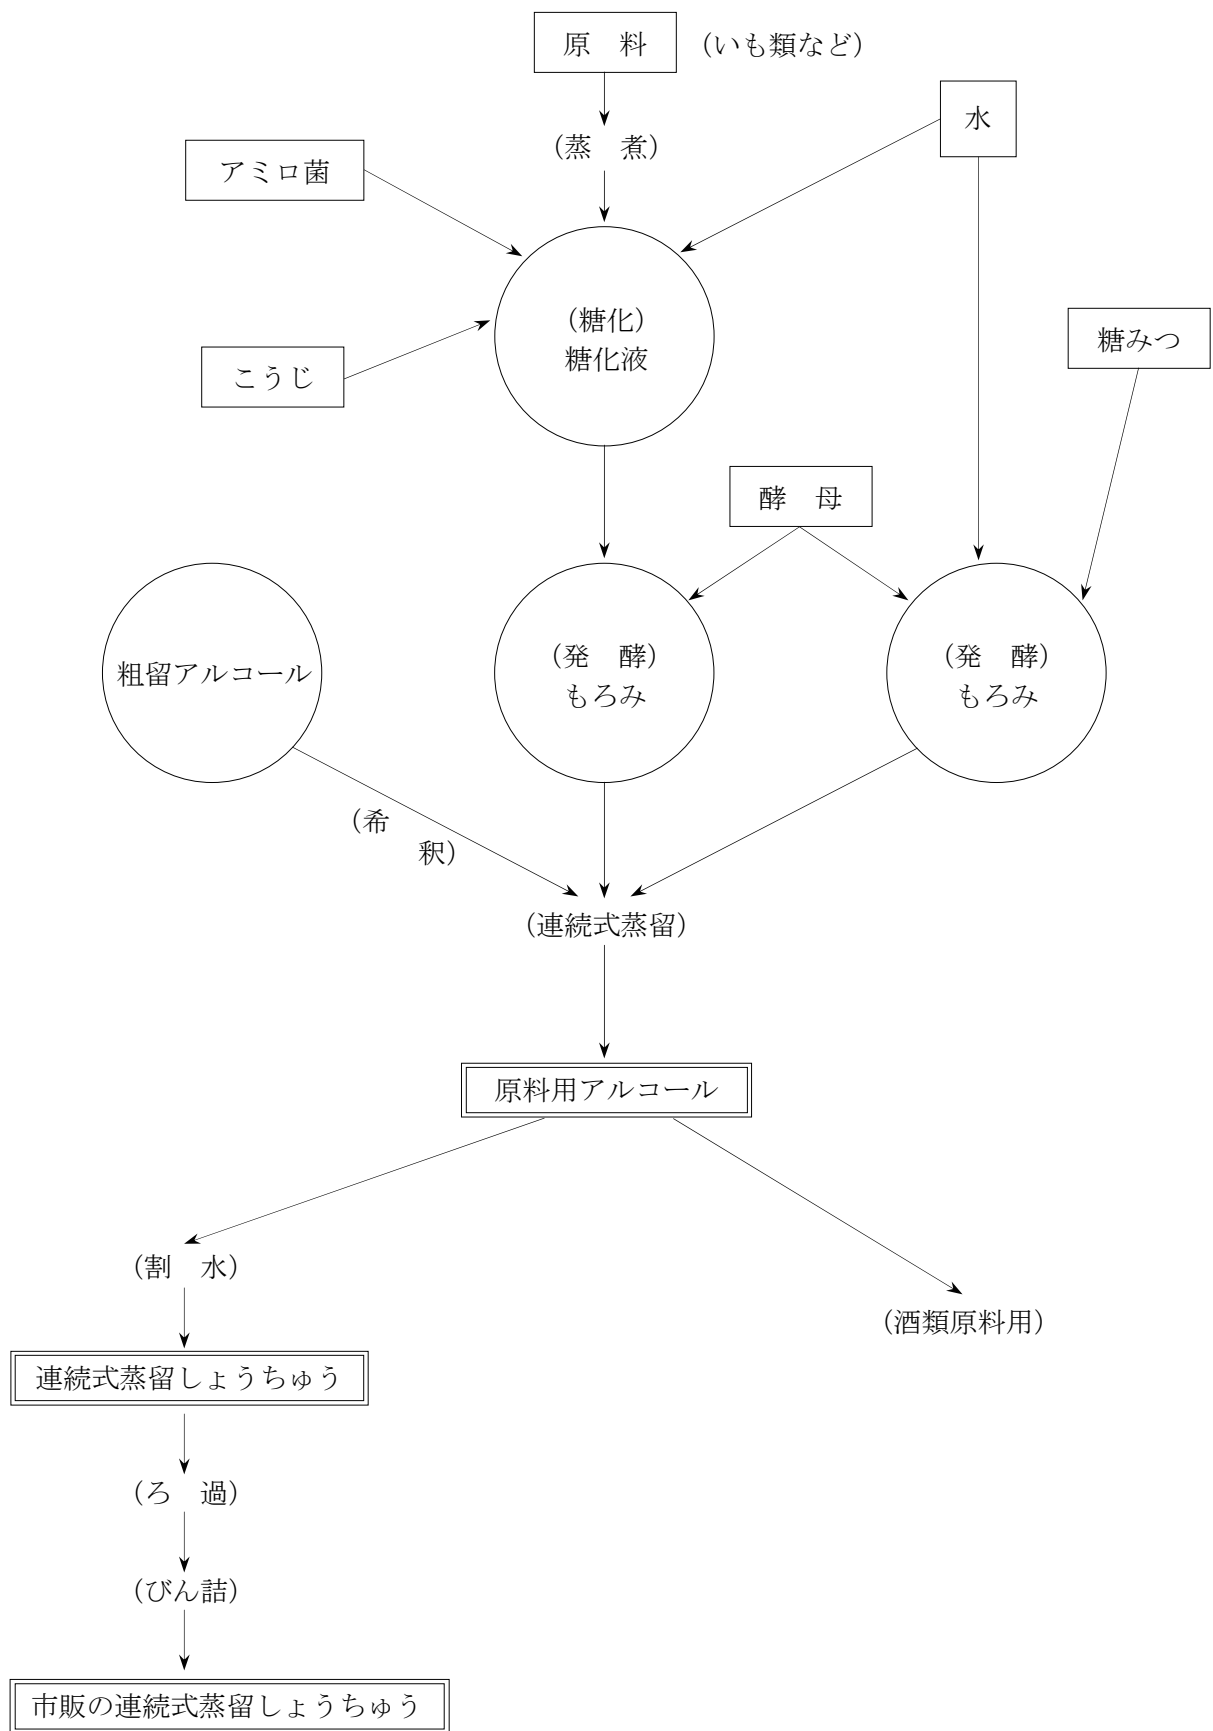 原　料
(いも類など)
水
(蒸　煮)
アミロ菌
(糖化)
糖化液
糖みつ
こうじ
酵　母
粗留アルコール
(発　酵)
もろみ
(発　酵)
もろみ
(希
釈)
(連続式蒸留)
原料用アルコール
(割　水)
(酒類原料用)
連続式蒸留しょうちゅう
(ろ　過)
(びん詰)
市販の連続式蒸留しょうちゅう